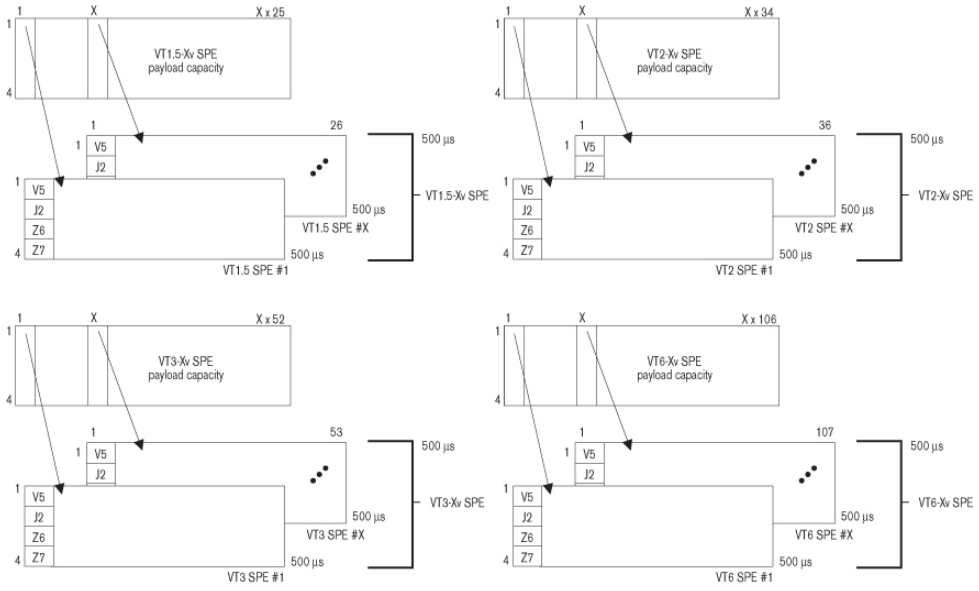 1 X X x 25
1
VT1.5-Xv SPE
payload capacity
4
1 26
1 V5
J2
500 µs
1
V5
J2
Z6
4 Z7
500 µs
VT1.5 SPE #X
500 µs
VT1.5 SPE #1
VT1.5-Xv SPE
1 X X x 34
1
VT2-Xv SPE
payload capacity
4
1 36
1 V5
J2
500 µs
1
V5
J2
Z6
4 Z7
500 µs
VT2 SPE #X
500 µs
VT2 SPE #1
VT2-Xv SPE
1 X X x 52
1
VT3-Xv SPE
payload capacity
4
1 53
1 V5
J2
500 µs
1
V5
J2
Z6
4 Z7
500 µs
VT3 SPE #X
500 µs
VT3 SPE #1
VT3-Xv SPE
1 X X x 106
1
VT6-Xv SPE
payload capacity
4
1 107
1 V5
J2
500 µs
1
V5
J2
Z6
4 Z7
500 µs
VT6 SPE #X
500 µs
VT6 SPE #1
VT6-Xv SPE